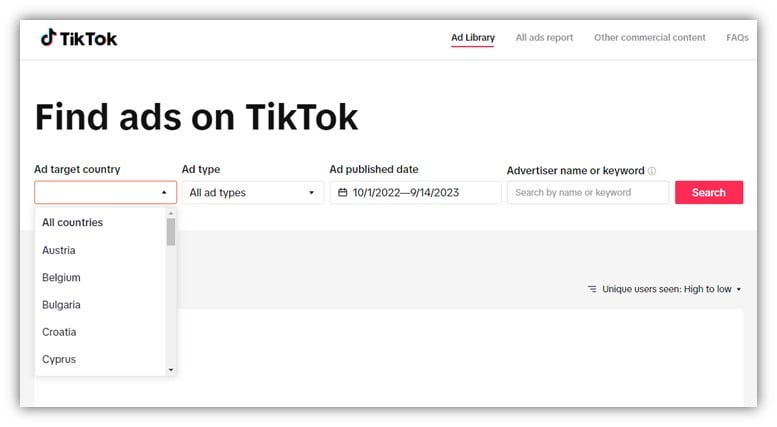 TikTok
Ad Library All ads report Other commercial content FAQs
Find ads on TikTok
Ad target country Ad type Ad published date Advertiser name or keyword
All ad types 10/1/2022—9/14/2023 Search by name or keyword Search
All countries
Austria
Belgium
Bulgaria
Unique users seen: High to low
Croatia
Cyprus